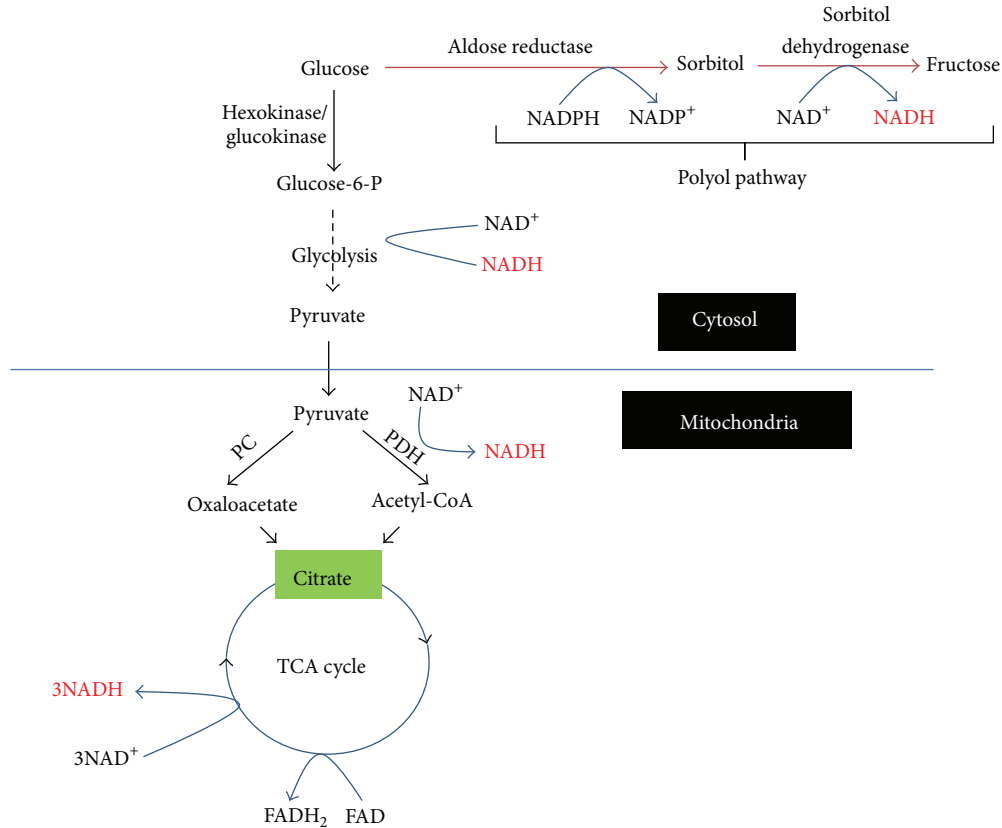 Sorbitol
dehydrogenase
Aldose reductase
Glucose
Sorbitol
Fructose
NADPH
NADP⁺
NAD⁺
NADH
Polyol pathway
Hexokinase/
glucokinase
Glucose-6-P
NAD⁺
Glycolysis
NADH
Pyruvate
Cytosol
Mitochondria
NAD⁺
Pyruvate
NADH
PC
PDH
Oxaloacetate
Acetyl-CoA
Citrate
TCA cycle
3NADH
3NAD⁺
FADH₂
FAD